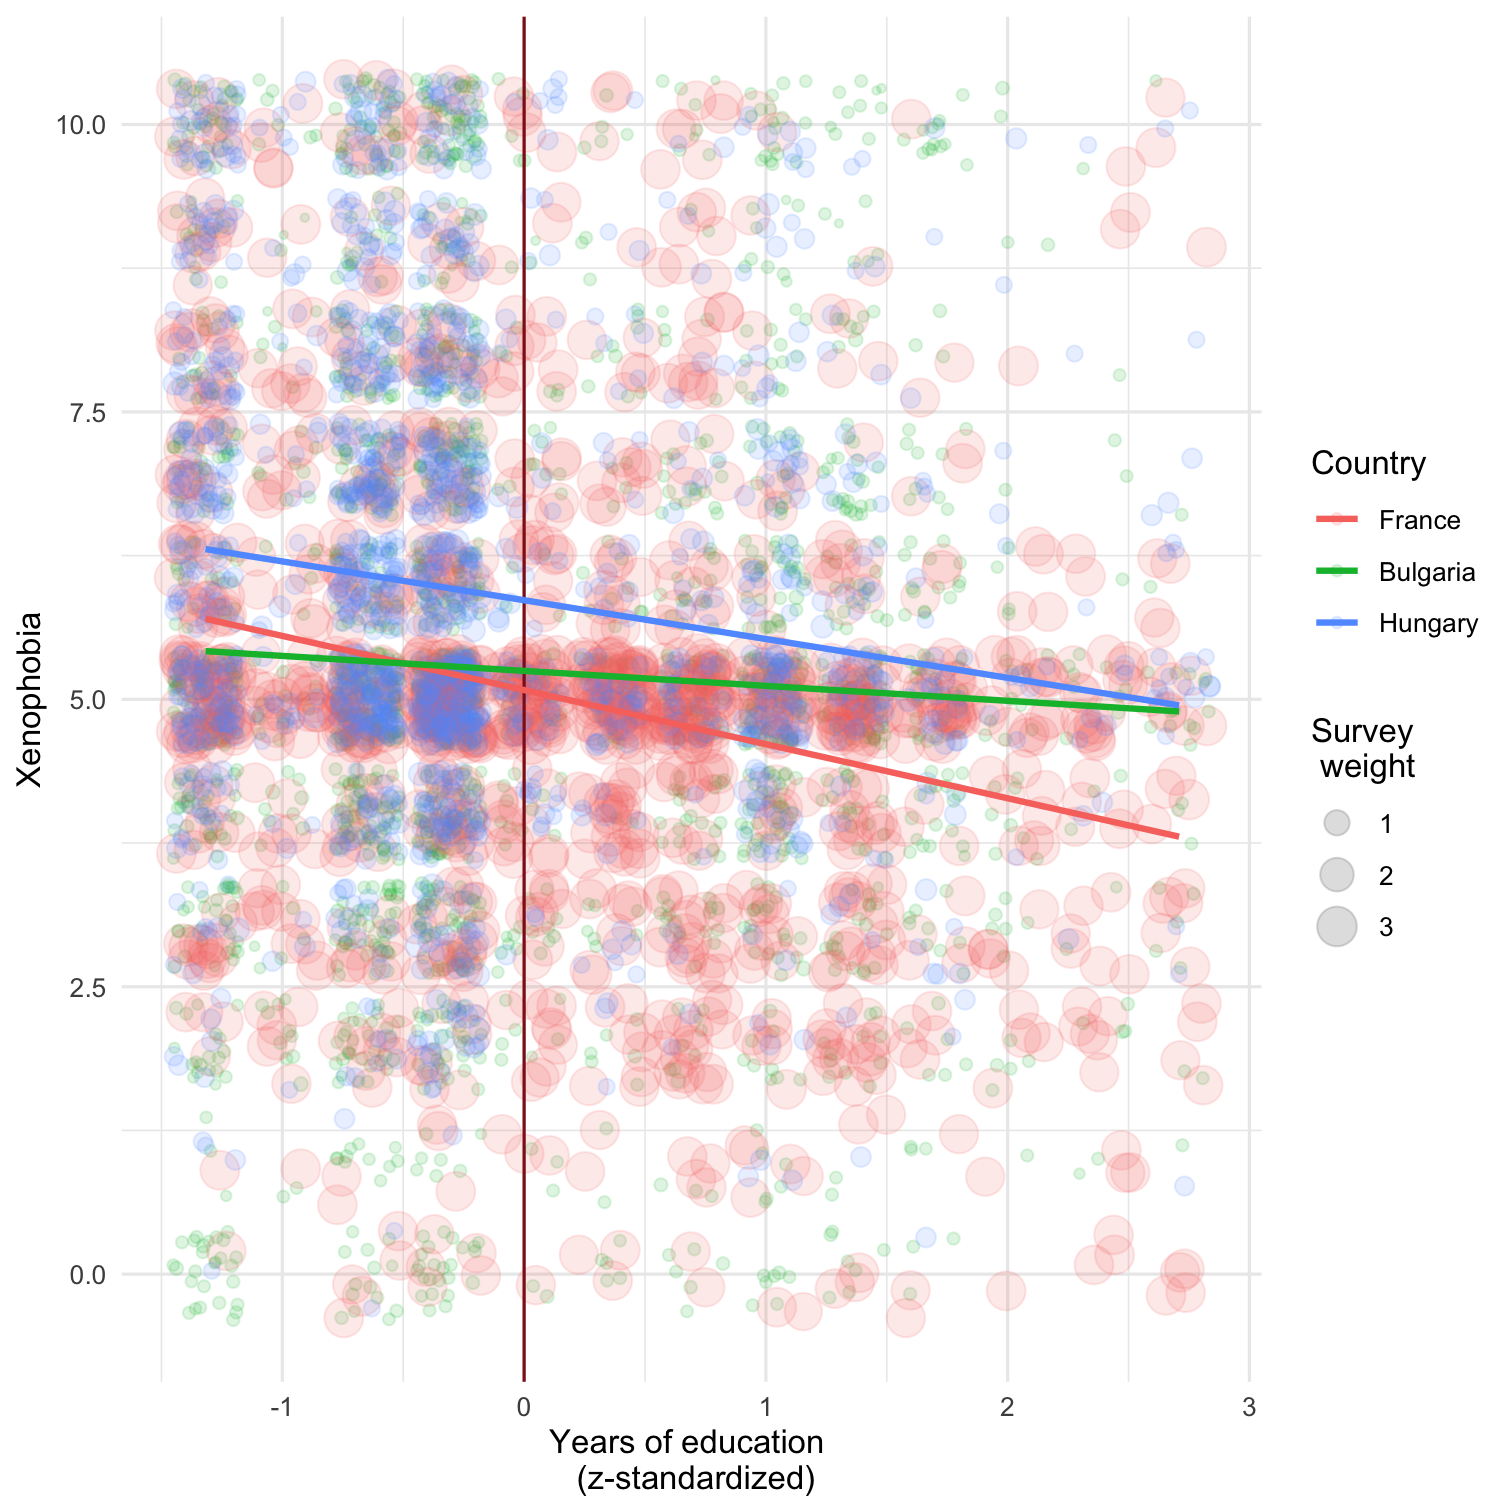 Xenophobia
10.0
7.5
5.0
2.5
0.0
-1
0
1
2
3
Years of education
(z-standardized)
Country
France
Bulgaria
Hungary
Survey
weight
1
2
3